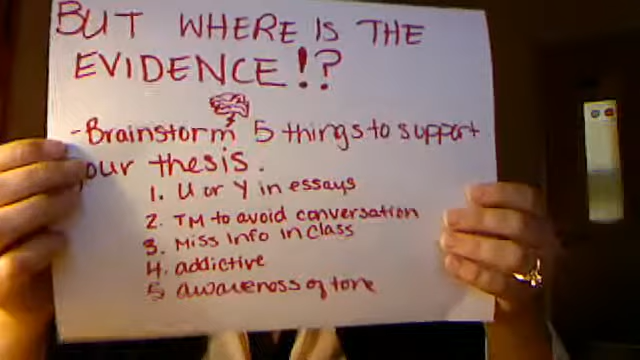 BUT WHERE IS THE
EVIDENCE!?
-Brainstorm 5 things to support
your thesis.
1. U or Y in essays
2. TM to avoid conversation
3. Miss info in class
4. addictive
5 awareness of tone